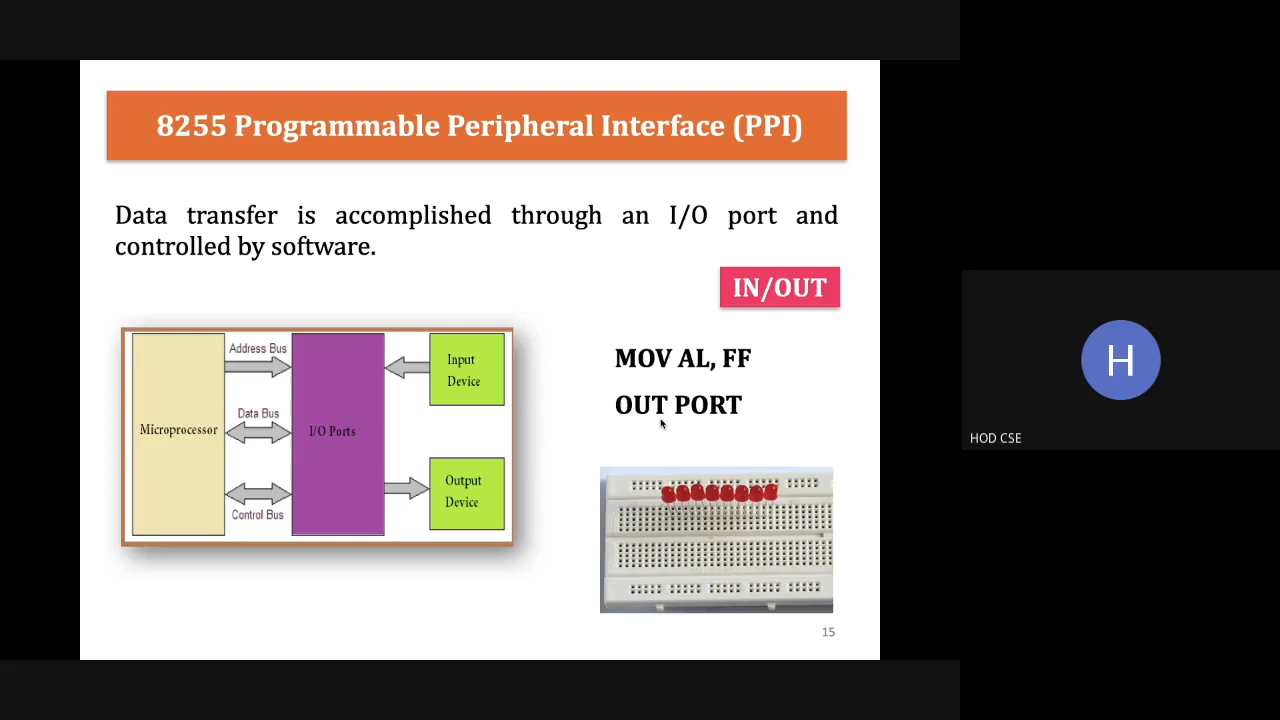 8255 Programmable Peripheral Interface (PPI)
Data transfer is accomplished through an I/O port and
controlled by software.
IN/OUT
Address Bus
Input
Device
MOV AL, FF
OUT PORT
Data Bus
Microprocessor
I/O Ports
Output
Device
Control Bus
15
H
HOD CSE